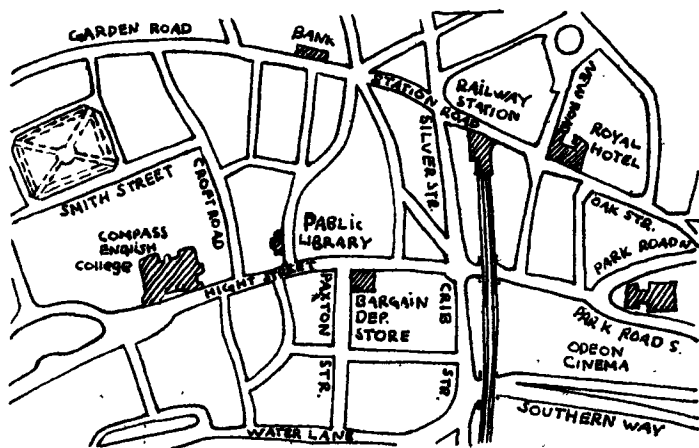 GARDEN ROAD
BANK
STATION ROAD
RAILWAY
STATION
NEW ROAD
ROYAL
HOTEL
SILVER STR.
SMITH STREET
CROFT ROAD
OAK STR.
PABLIC
LIBRARY
PARK ROAD N
COMPASS
ENGLISH
College
HIGHT STREET
PAXTON
STR.
BARGAIN
DEP.
STORE
CRIB
STR.
PARK ROAD S.
ODEON
CINEMA
SOUTHERN WAY
WATER LANE